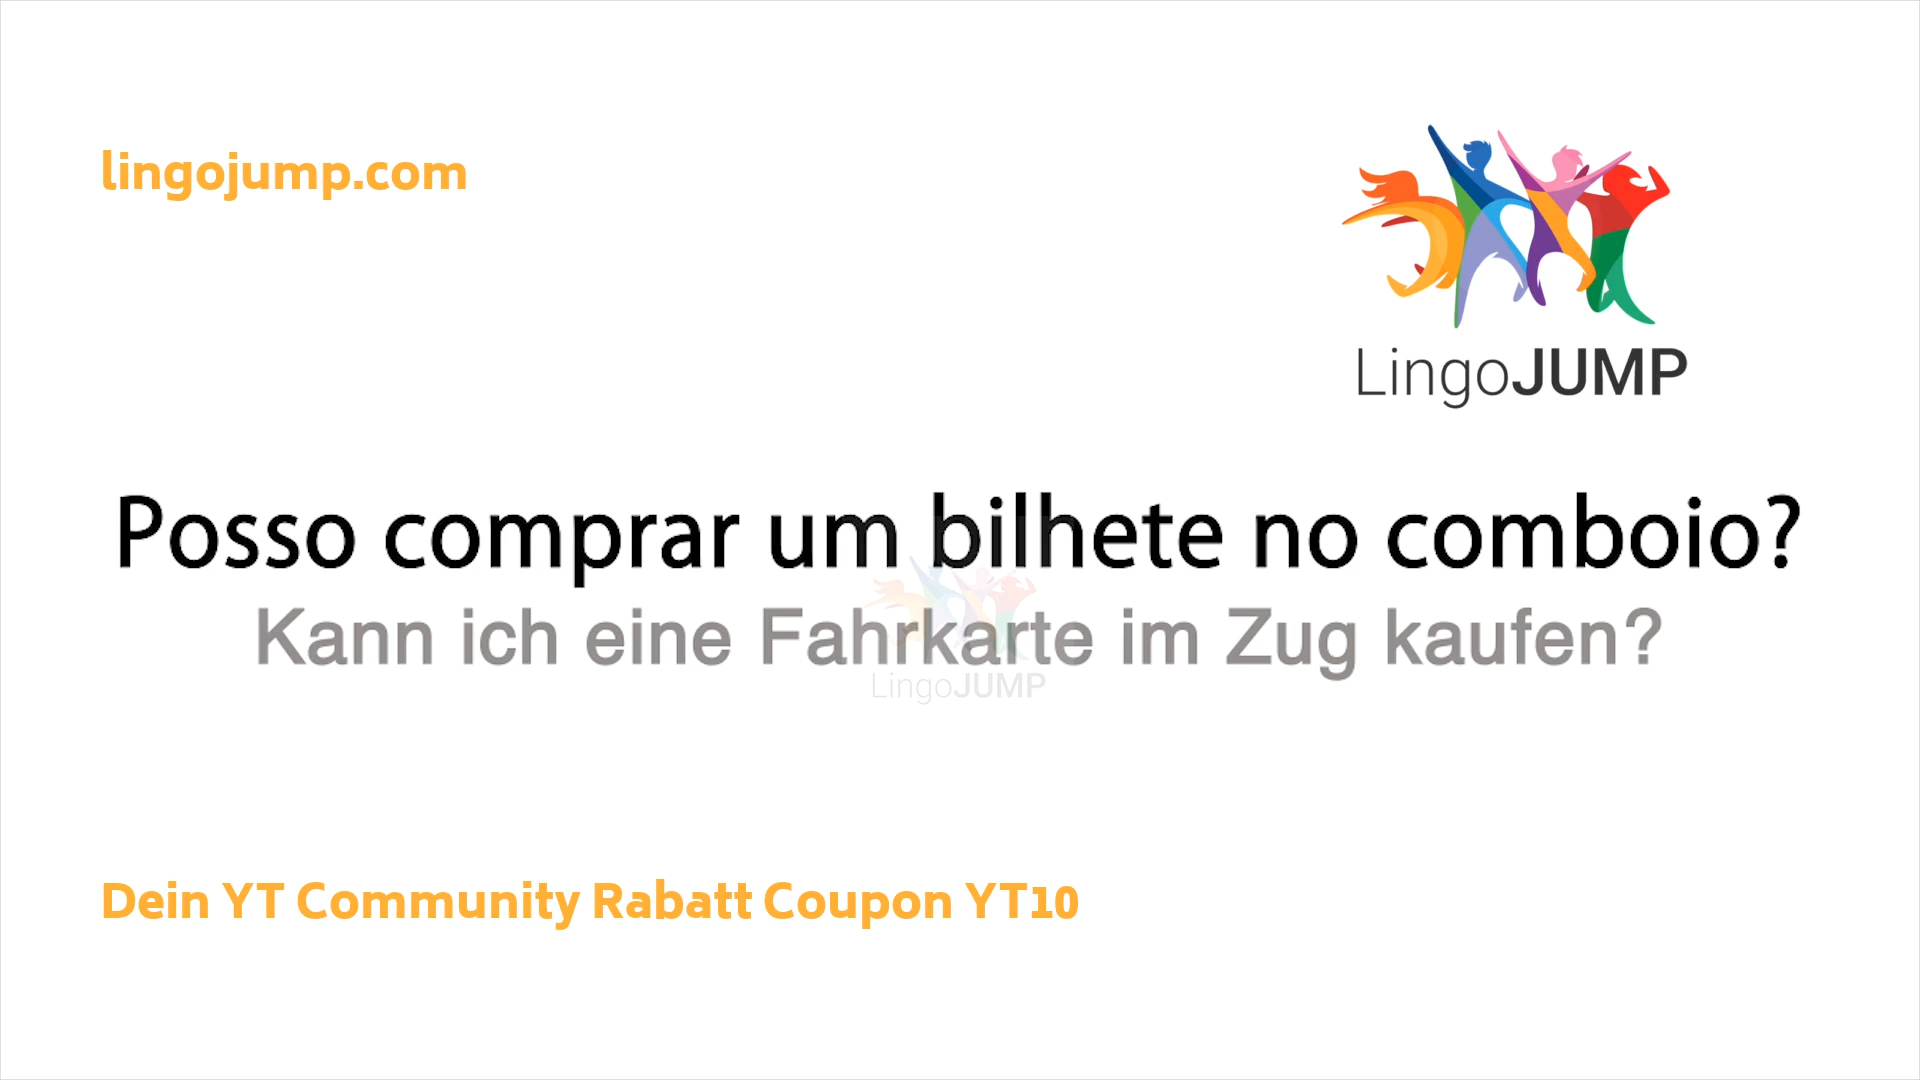 lingojump.com
LingoJUMP
Posso comprar um bilhete no comboio?
Kann ich eine Fahrkarte im Zug kaufen?
LingoJUMP
Dein YT Community Rabatt Coupon YT10